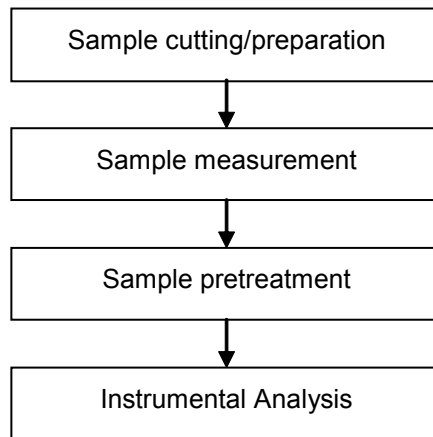 Sample cutting/preparation
Sample measurement
Sample pretreatment
Instrumental Analysis